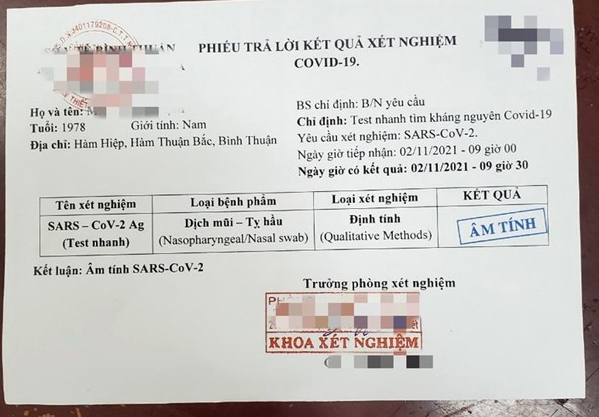 PHIẾU TRẢ LỜI KẾT QUẢ XÉT NGHIỆM
COVID-19.
Họ và tên:
Tuổi: 1978 Giới tính: Nam
Địa chỉ: Hàm Hiệp, Hàm Thuận Bắc, Bình Thuận
BS chỉ định: B/N yêu cầu
Chỉ định: Test nhanh tìm kháng nguyên Covid-19
Yêu cầu xét nghiệm: SARS-CoV-2.
Ngày giờ tiếp nhận: 02/11/2021 - 09 giờ 00
Ngày giờ có kết quả: 02/11/2021 - 09 giờ 30
Tên xét nghiệm Loại bệnh phẩm Loại xét nghiệm KẾT QUẢ
SARS – CoV-2 Ag Dịch mũi – Tỵ hầu Định tính ÂM TÍNH
(Test nhanh) (Nasopharyngeal/Nasal swab) (Qualitative Methods)
Kết luận: Âm tính SARS-CoV-2
Trưởng phòng xét nghiệm
KHOA XÉT NGHIỆM